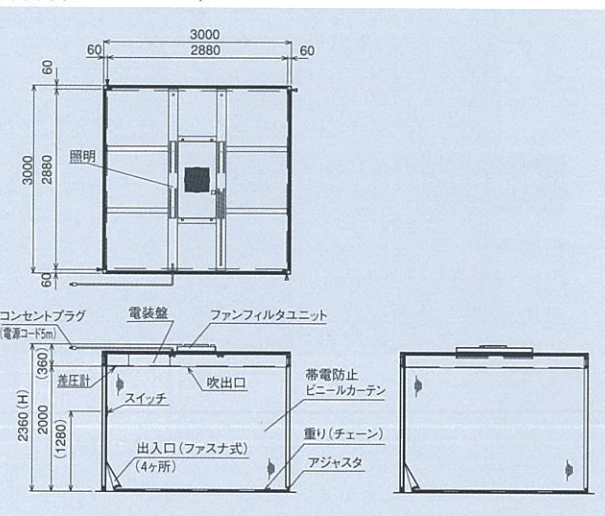 3000
60
2880
60
60
3000
2880
60
照明
コンセントプラグ
(電源コード5m)
電装盤
ファンフィルタユニット
2360(H)
2000
(360)
(1280)
差圧計
スイッチ
吹出口
帯電防止
ビニールカーテン
出入口(ファスナ式)
(4ヶ所)
重り(チェーン)
アジャスタ